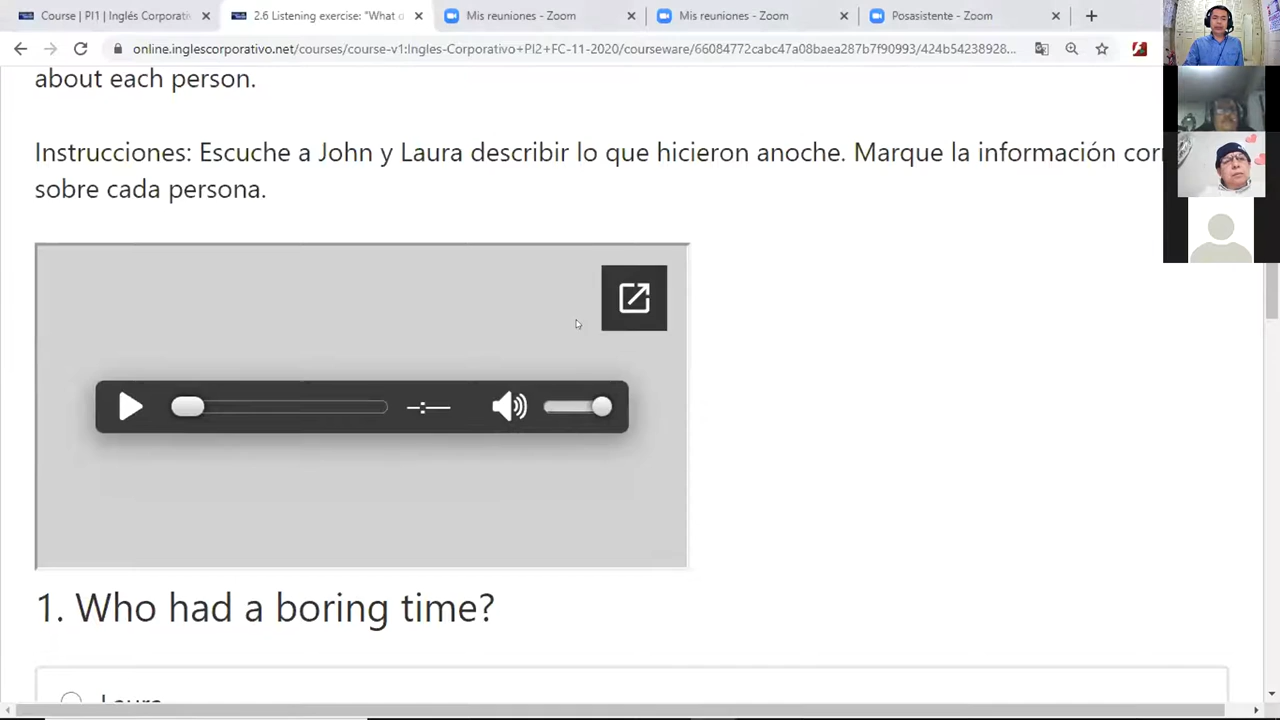 Course | PI1 | Inglés Corporati
2.6 Listening exercise: "What d
Mis reuniones - Zoom
Mis reuniones - Zoom
Posasistente - Zoom
online.inglescorporativo.net/courses/course-v1:Ingles-Corporativo+PI2+FC-11-2020/courseware/66084772cabc47a08baea287b7f90993/424b54238928...
about each person.
Instrucciones: Escuche a John y Laura describir lo que hicieron anoche. Marque la información corr
sobre cada persona.
1. Who had a boring time?
Laura